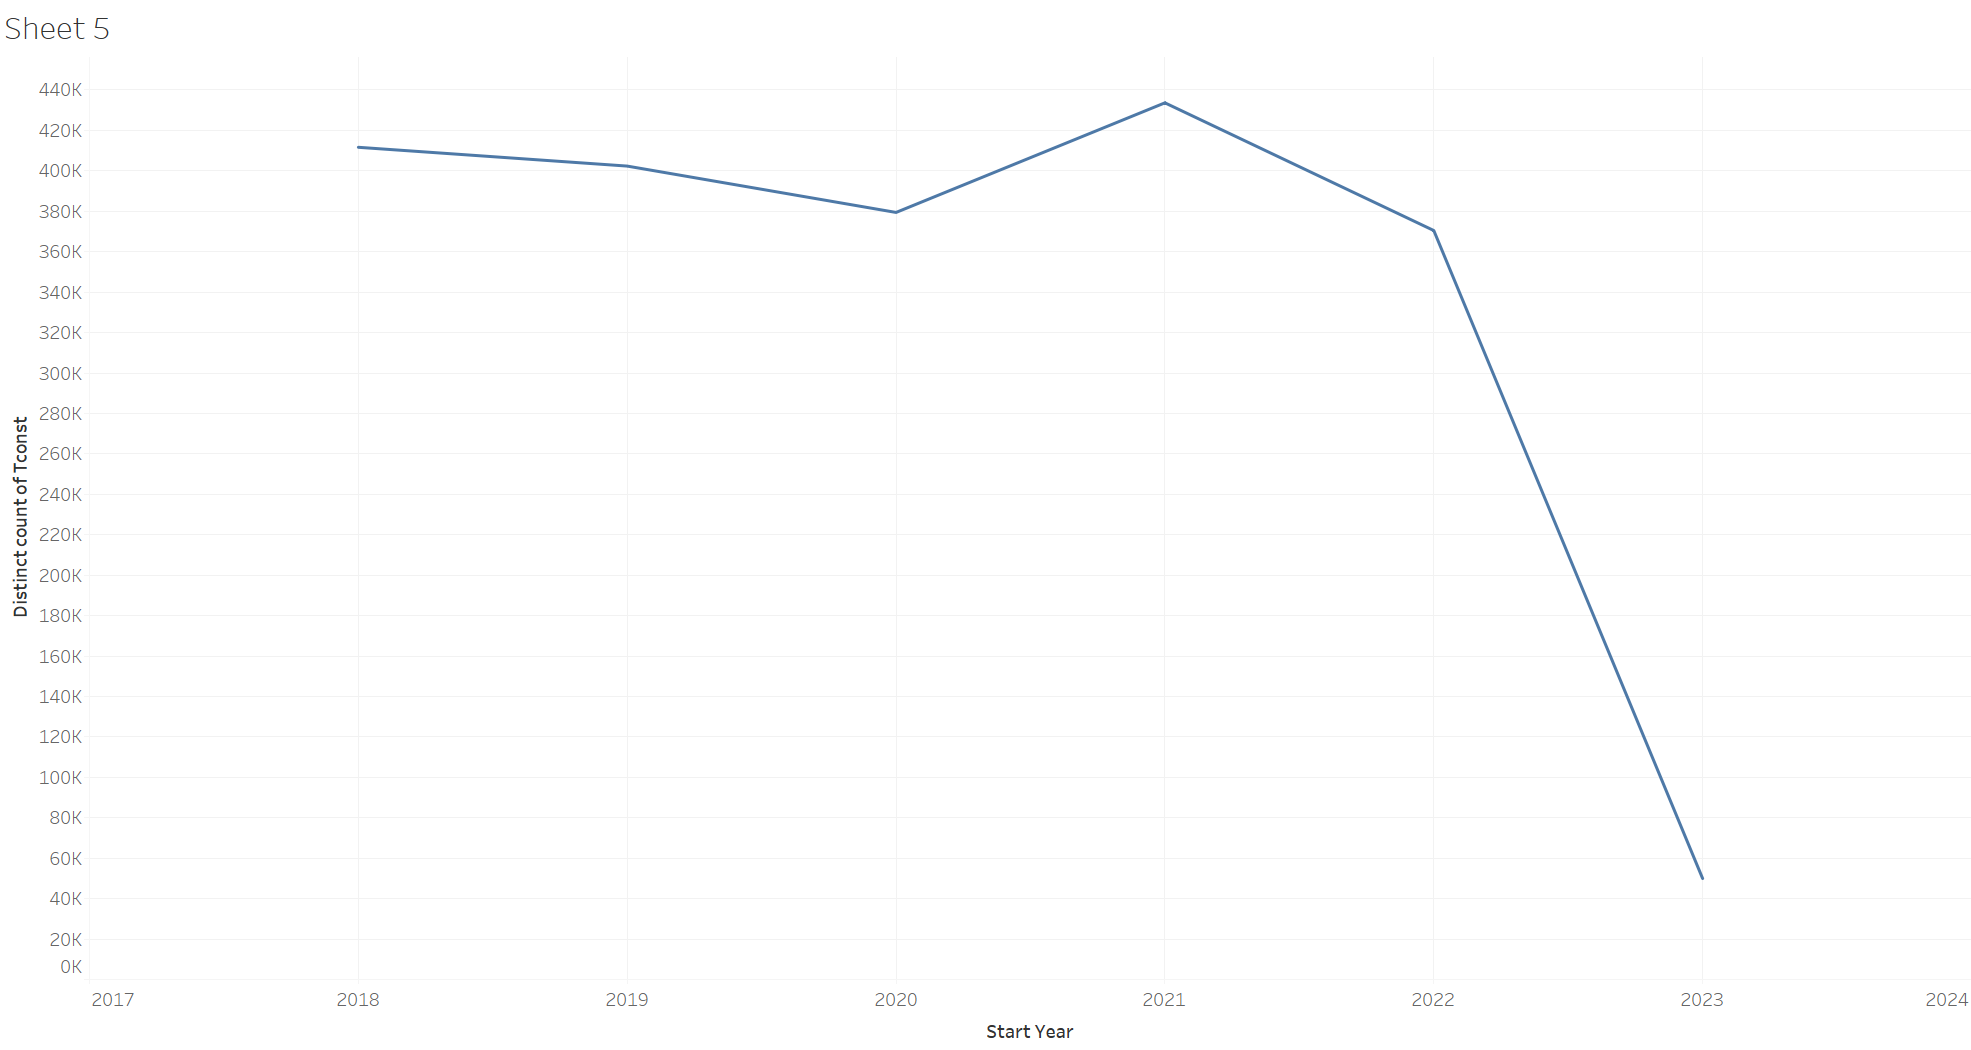 Sheet 5
440K
420K
400K
380K
360K
340K
320K
300K
280K
260K
240K
220K
200K
180K
160K
140K
120K
100K
80K
60K
40K
20K
0K
Distinct count of Tconst
2017 2018 2019 2020 2021 2022 2023 2024
Start Year